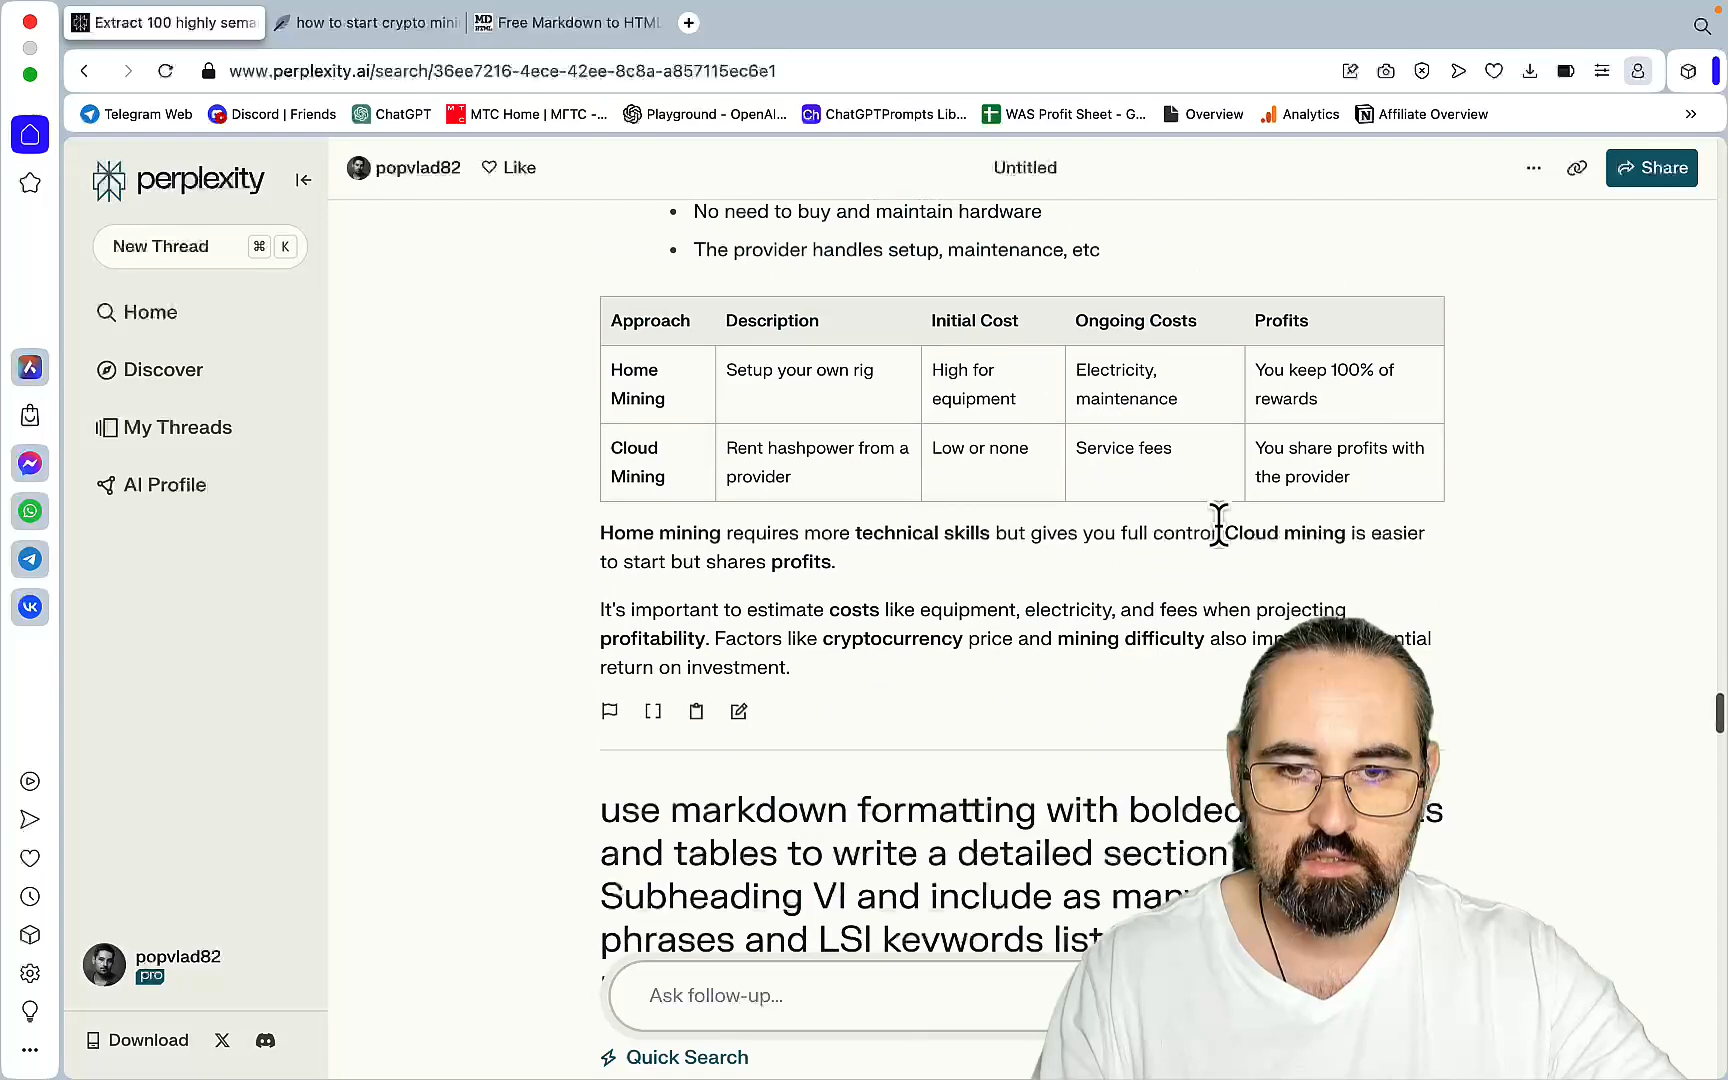 Extract 100 highly sema
how to start crypto mini
MD HTML Free Markdown to HTML
www.perplexity.ai/search/36ee7216-4ece-42ee-8c8a-a857115ec6e1
Telegram Web
Discord | Friends
ChatGPT
MTC Home | МГТС -...
Playground - OpenAI...
Ch ChatGPTPrompts Lib...
WAS Profit Sheet - G...
Overview
Analytics
Affiliate Overview
perplexity
New Thread ⌘ K
Home
Discover
My Threads
AI Profile
popvlad82
pro
Download
popvlad82 Like
Untitled
Share
• No need to buy and maintain hardware
• The provider handles setup, maintenance, etc
Approach Description Initial Cost Ongoing Costs Profits
Home Setup your own rig High for Electricity, You keep 100% of
Mining equipment maintenance rewards
Cloud Rent hashpower from a Low or none Service fees You share profits with
Mining provider the provider
Home mining requires more technical skills but gives you full control Cloud mining is easier
to start but shares profits.
It's important to estimate costs like equipment, electricity, and fees when projecting
profitability. Factors like cryptocurrency price and mining difficulty also
return on investment.
use markdown formatting with bolded
and tables to write a detailed section
Subheading VI and include as many
phrases and LSI keywords
Ask follow-up...
Quick Search